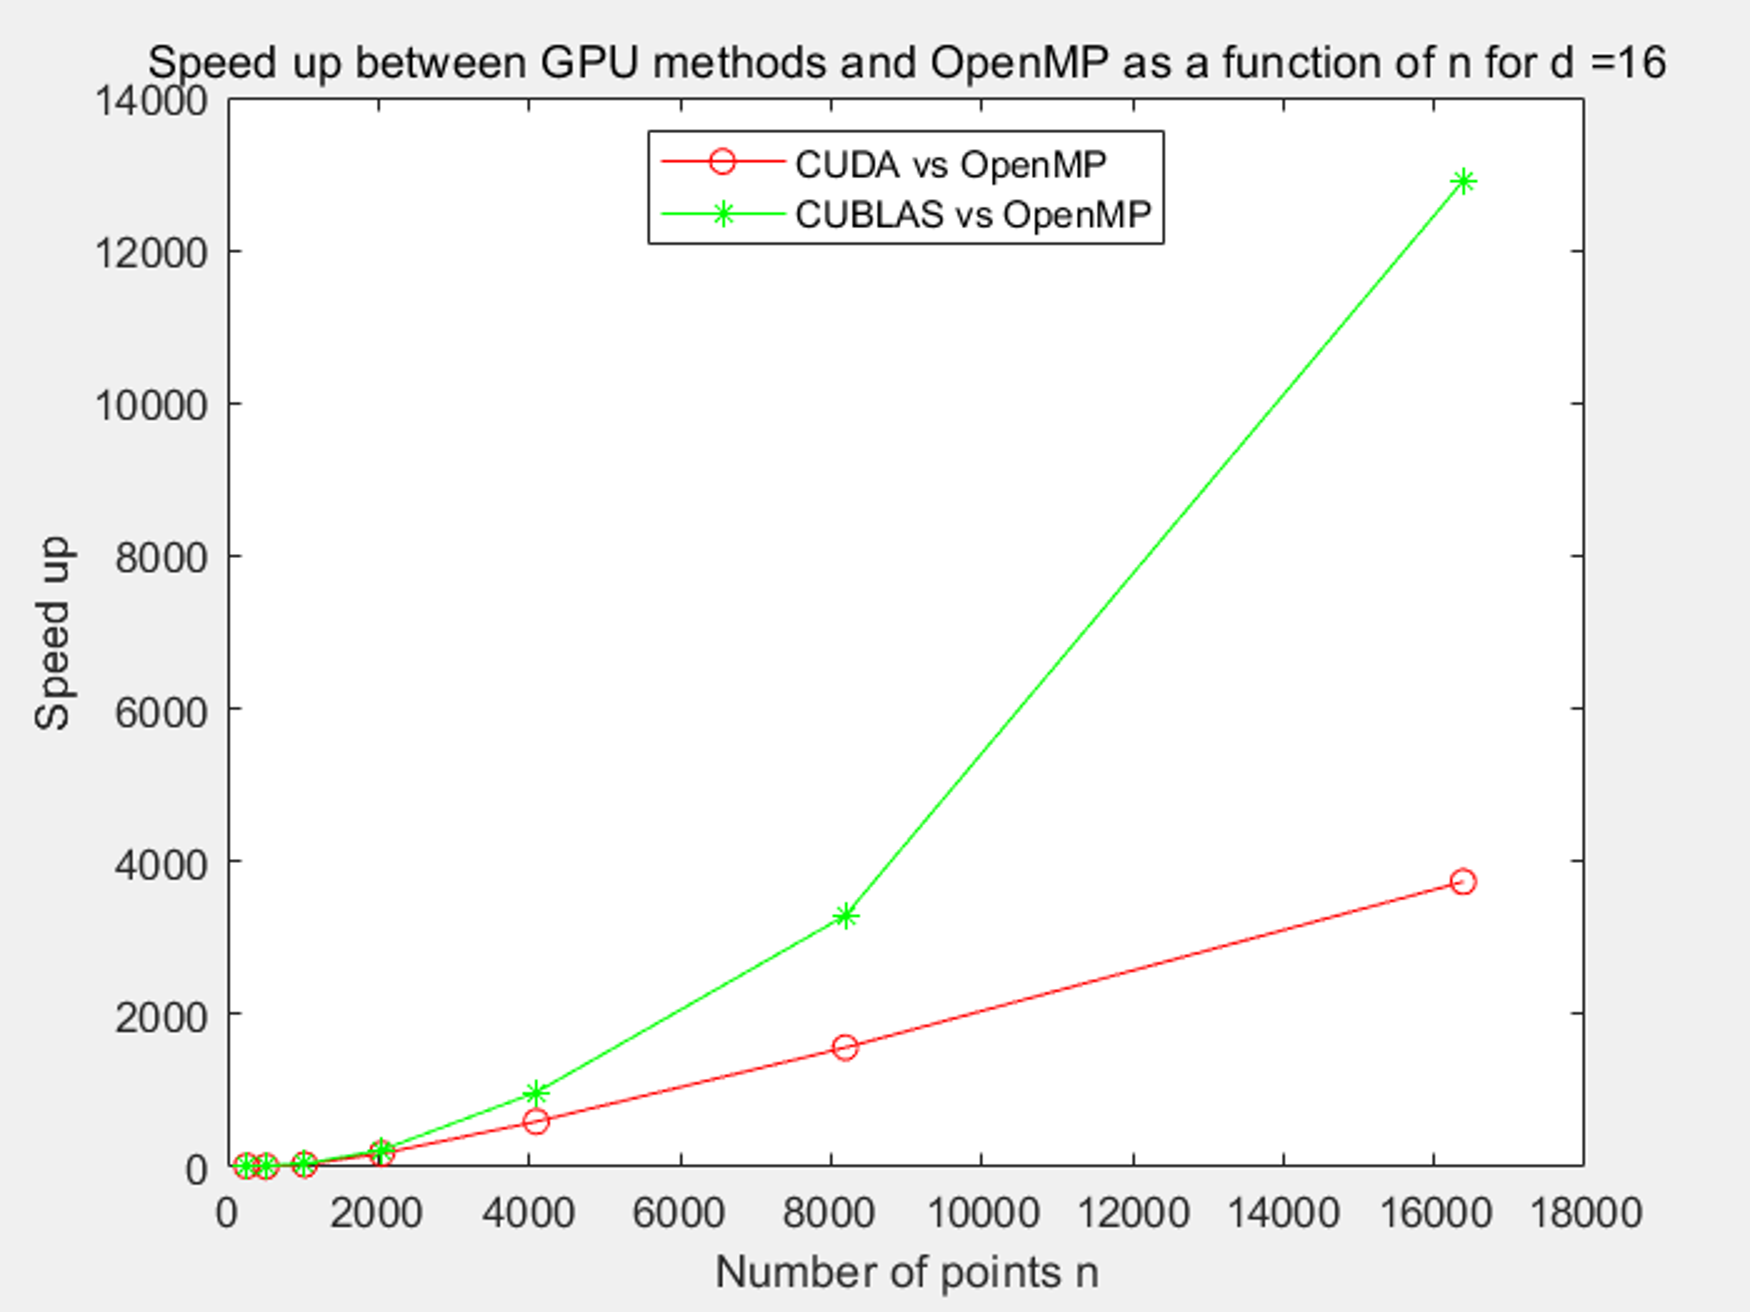 Speed up between GPU methods and OpenMP as a function of n for d =16
14000
CUDA vs OpenMP
CUBLAS vs OpenMP
12000
10000
8000
6000
4000
2000
0
Speed up
0 2000 4000 6000 8000 10000 12000 14000 16000 18000
Number of points n